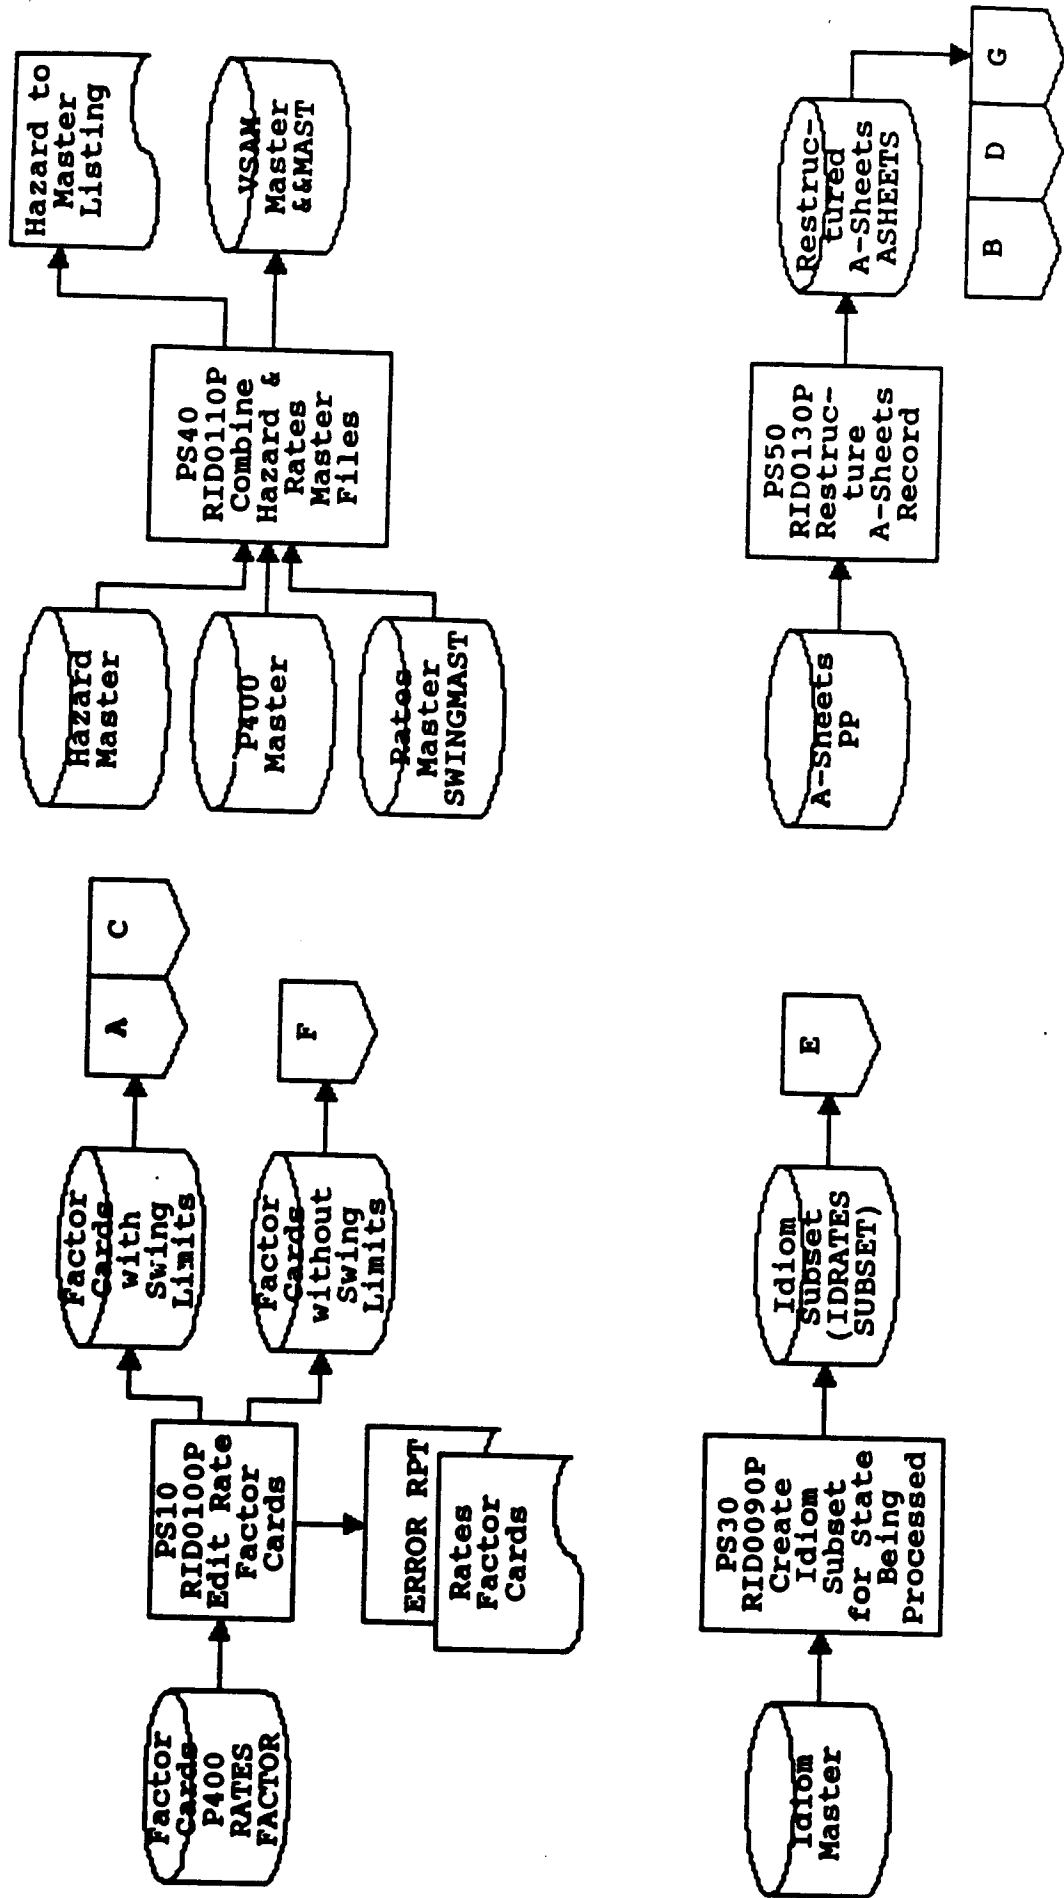 Factor
Cards
P400
RATES
FACTOR
PS10
RID0100P
Edit Rate
Factor
Cards
Factor
Cards
with
Swing
Limits
A
C
Factor
Cards
without
Swing
Limits
F
ERROR RPT
Rates
Factor
Cards
Hazard
Master
P400
Master
Rates
Master
SWINGMAST
PS40
RID0110P
Combine
Hazard &
Rates
Master
Files
Hazard to
Master
Listing
VSAM
Master
&&MAST
Idiom
Master
PS30
RID0090P
Create
Idiom
Subset
for State
Being
Processed
Idiom
Subset
(IDRATES
SUBSET)
E
A-Sheets
PP
PS50
RID0130P
Restruc-
ture
A-Sheets
Record
Restruc-
tured
A-Sheets
ASHEETS
B
D
G